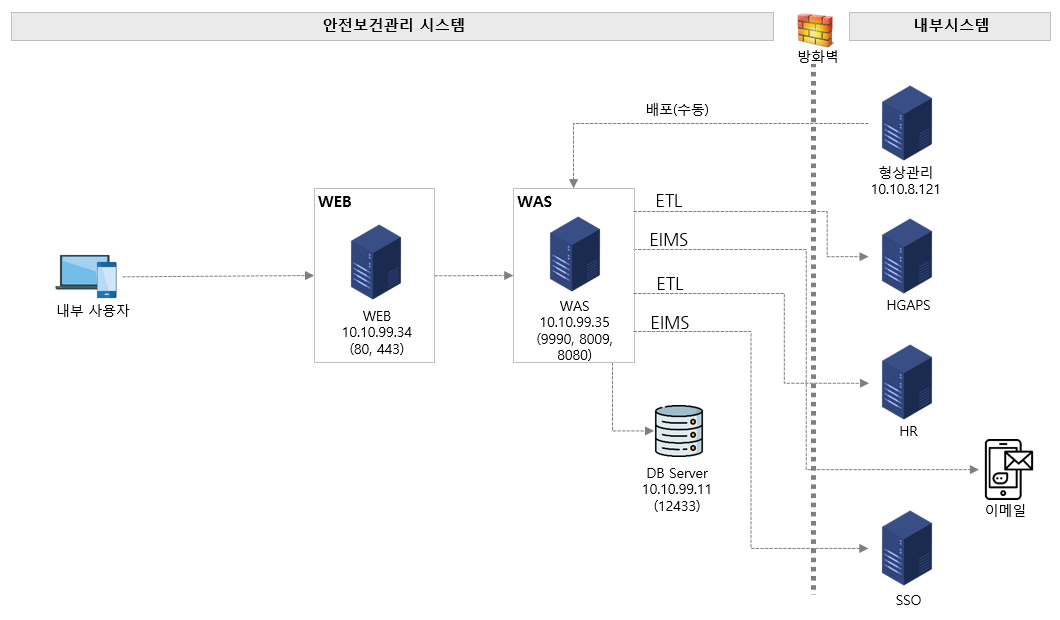 안전보건관리 시스템
내부시스템
방화벽
배포(수동)
형상관리
10.10.8.121
WEB
WAS
ETL
EIMS
ETL
EIMS
HGAPS
내부 사용자
WEB
10.10.99.34
(80, 443)
WAS
10.10.99.35
(9990, 8009,
8080)
HR
DB Server
10.10.99.11
(12433)
이메일
SSO